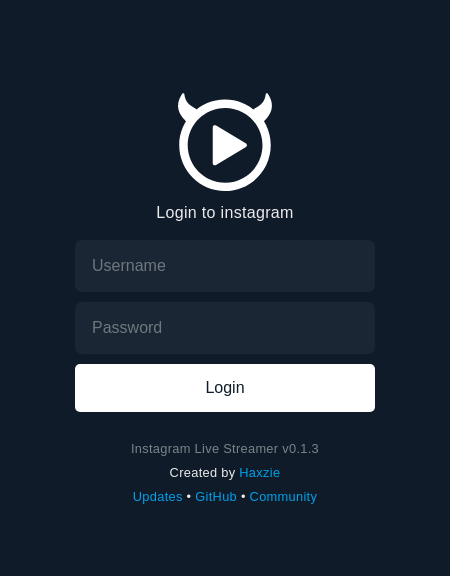 Login to instagram
Username
Password
Login
Instagram Live Streamer v0.1.3
Created by Haxzie
Updates • GitHub • Community